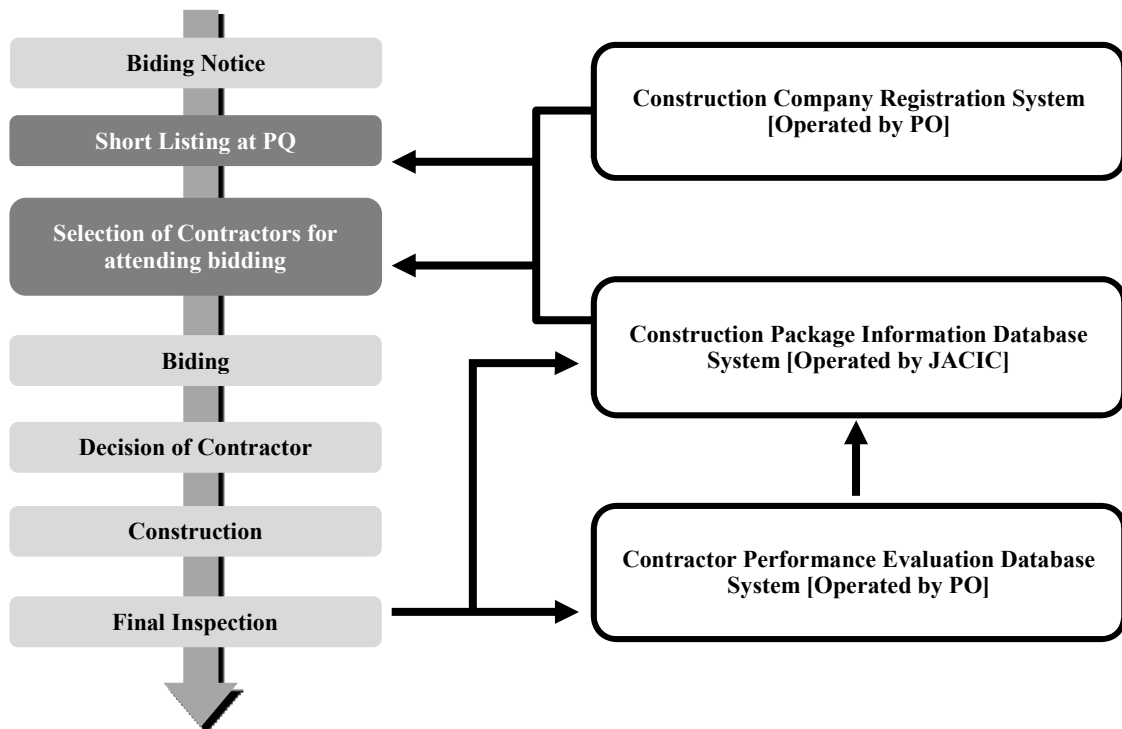 Biding Notice
Short Listing at PQ
Selection of Contractors for
attending bidding
Biding
Decision of Contractor
Construction
Final Inspection
Construction Company Registration System
[Operated by PO]
Construction Package Information Database
System [Operated by JACIC]
Contractor Performance Evaluation Database
System [Operated by PO]